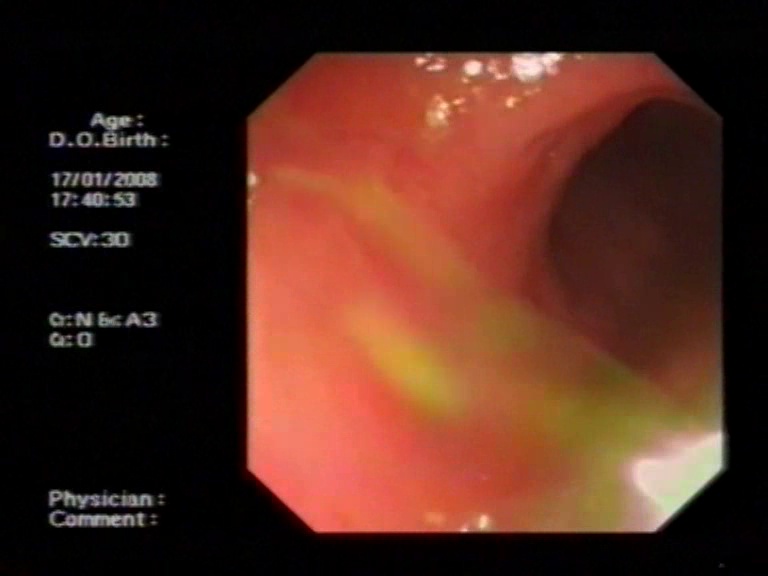 Age:
D.O.Birth:
17/01/2008
17:40:53
SCV:30
Physician:
Comment: